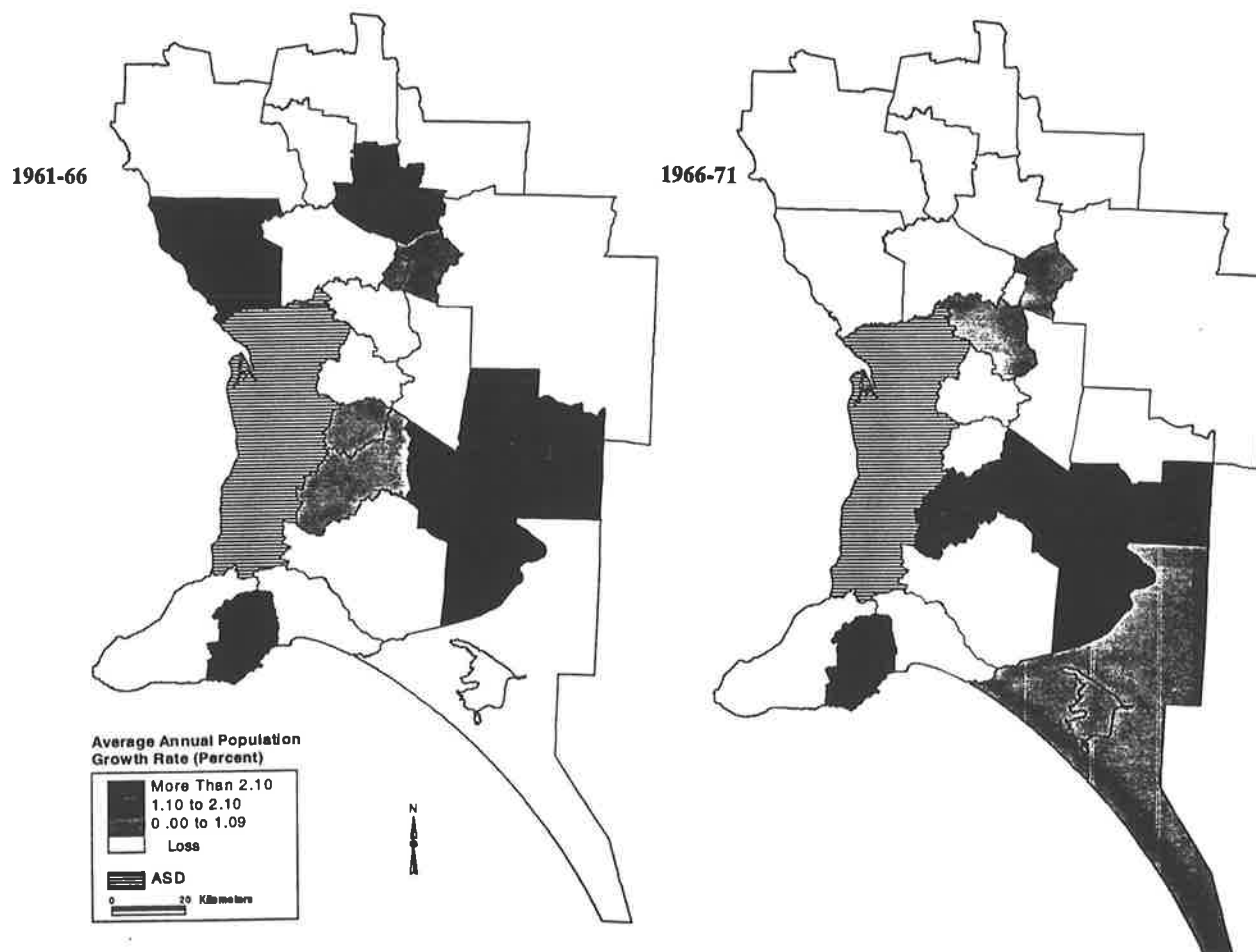 1961-66
1966-71
Average Annual Population
Growth Rate (Percent)
More Than 2.10
1.10 to 2.10
0 .00 to 1.09
Loss
ASD
0 20 Kilometers
N